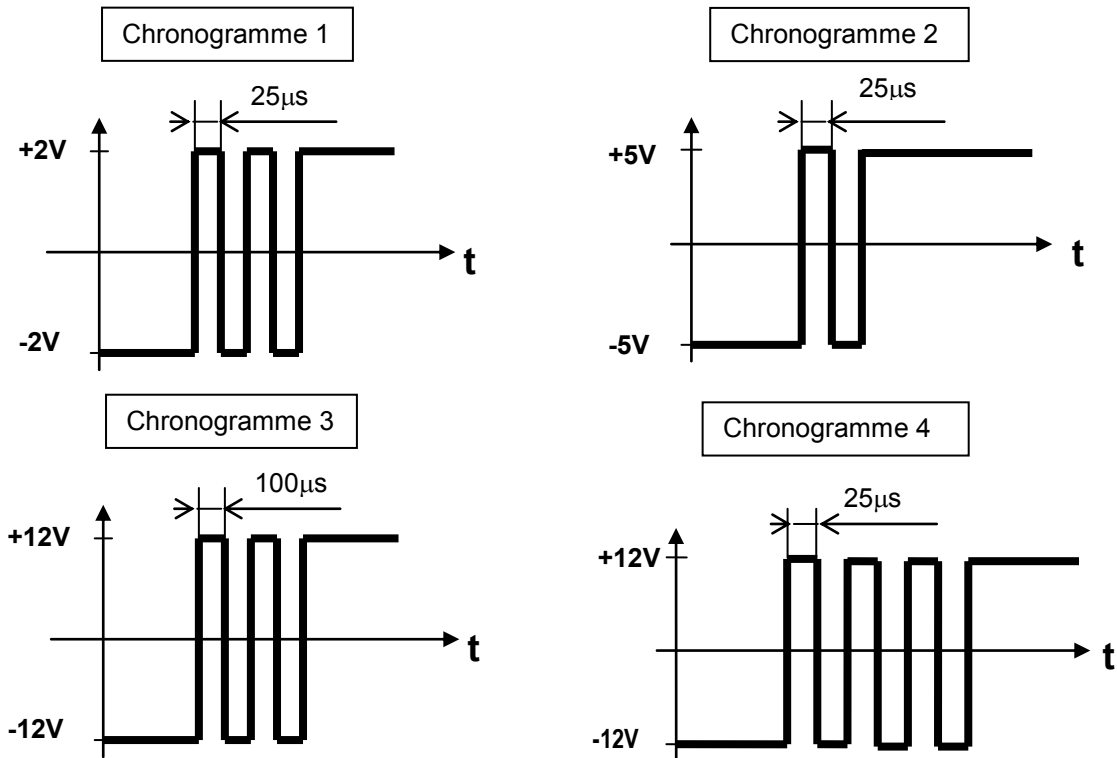 Chronogramme 1
25μs
+2V
t
-2V
Chronogramme 2
25μs
+5V
t
-5V
Chronogramme 3
100μs
+12V
t
-12V
Chronogramme 4
25μs
+12V
t
-12V